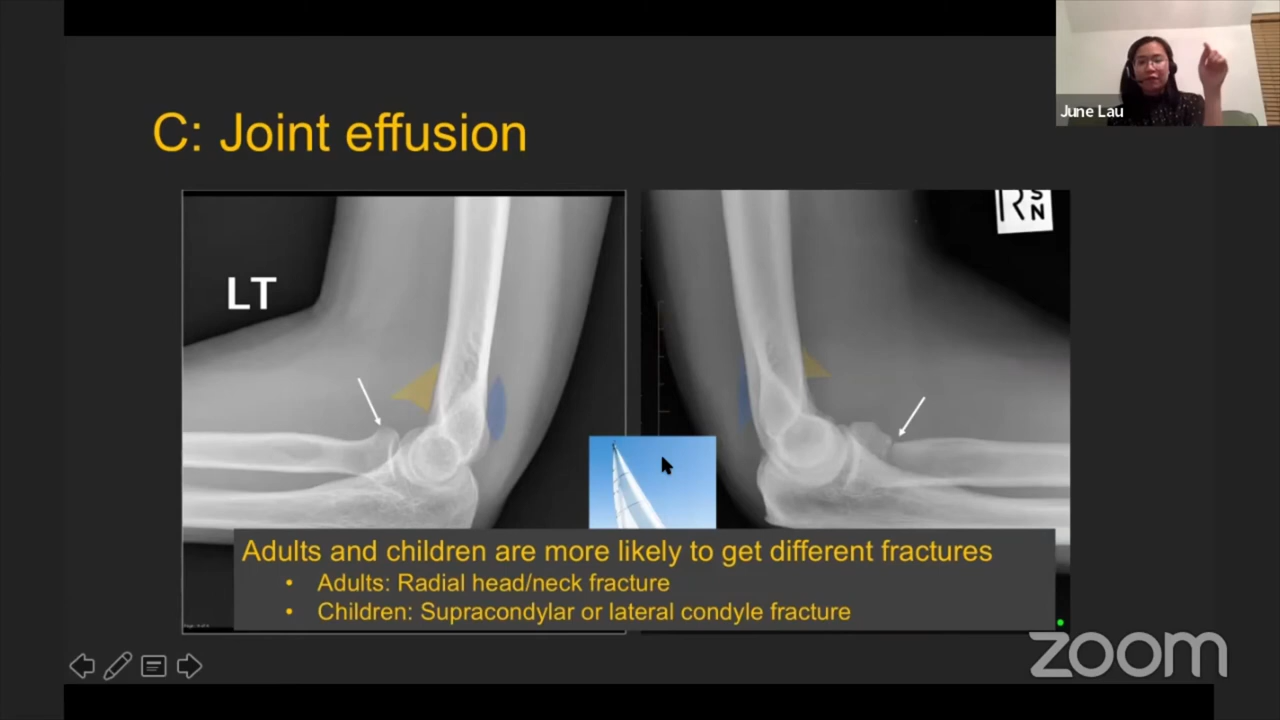 June Lau
C: Joint effusion
LT
R S
N
Adults and children are more likely to get different fractures
• Adults: Radial head/neck fracture
• Children: Supracondylar or lateral condyle fracture
zoom